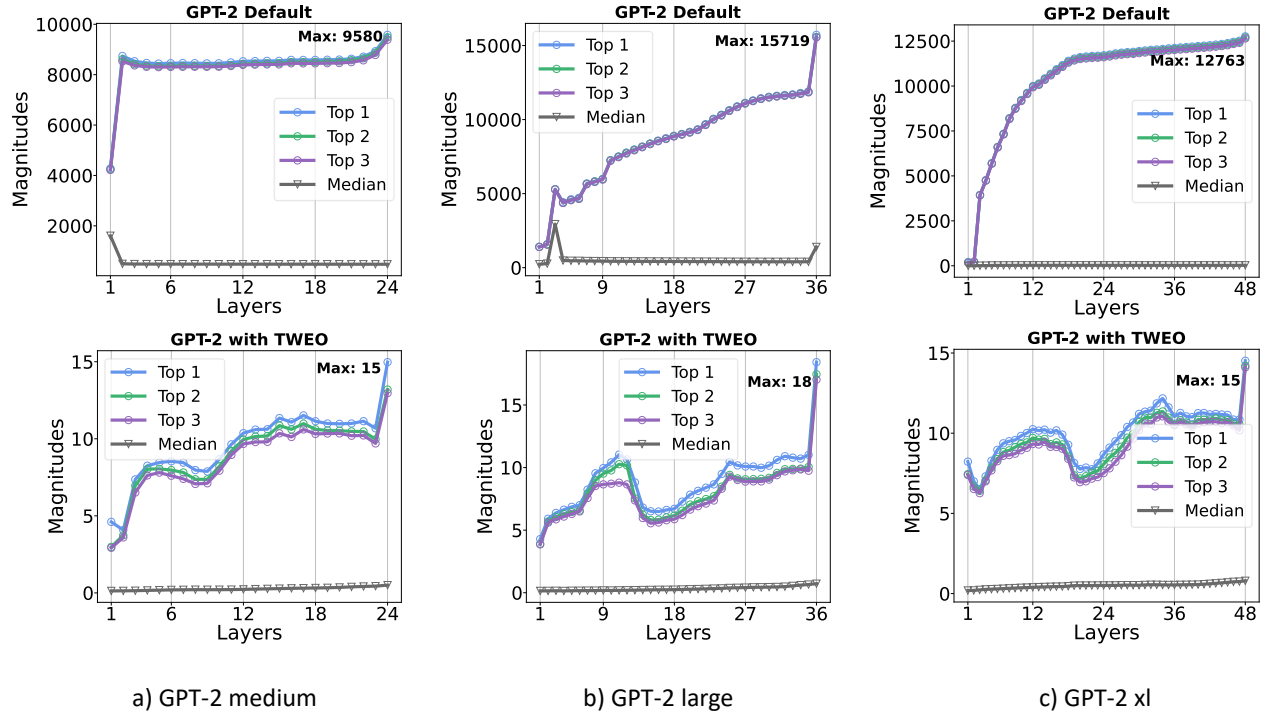 GPT-2 Default
Max: 9580
Top 1
Top 2
Top 3
Median
Magnitudes
10000
8000
6000
4000
2000
1 6 12 18 24
Layers
GPT-2 Default
Max: 15719
Top 1
Top 2
Top 3
Median
Magnitudes
15000
10000
5000
0
1 9 18 27 36
Layers
GPT-2 Default
Max: 12763
Top 1
Top 2
Top 3
Median
Magnitudes
12500
10000
7500
5000
2500
0
1 12 24 36 48
Layers
GPT-2 with TWEO
Max: 15
Top 1
Top 2
Top 3
Median
Magnitudes
15
10
5
0
1 6 12 18 24
Layers
GPT-2 with TWEO
Max: 18
Top 1
Top 2
Top 3
Median
Magnitudes
15
10
5
0
1 9 18 27 36
Layers
GPT-2 with TWEO
Max: 15
Top 1
Top 2
Top 3
Median
Magnitudes
15
10
5
0
1 12 24 36 48
Layers
a) GPT-2 medium
b) GPT-2 large
c) GPT-2 xl